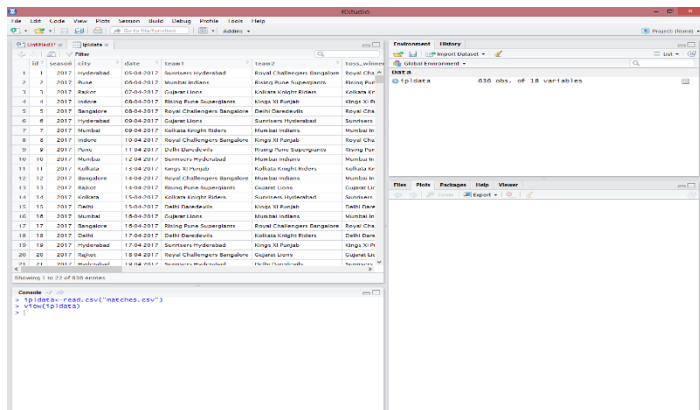 RStudio
File Edit Code View Plots Session Build Debug Profile Tools Help
Go to file/function Addins Project: (None)
Untitled1* ipldata
Filter
id season city date team1 team2 toss_winner
1 1 2017 Hyderabad 05-04-2017 Sunrisers Hyderabad Royal Challengers Bangalore Royal Cha
2 2 2017 Pune 06-04-2017 Mumbai Indians Rising Pune Supergiants Rising Pun
3 3 2017 Rajkot 07-04-2017 Gujarat Lions Kolkata Knight Riders Kolkata Kn
4 4 2017 Indore 08-04-2017 Rising Pune Supergiants Kings XI Punjab Kings XI P
5 5 2017 Bangalore 08-04-2017 Royal Challengers Bangalore Delhi Daredevils Royal Cha
6 6 2017 Hyderabad 09-04-2017 Gujarat Lions Sunrisers Hyderabad Sunrisers
7 7 2017 Mumbai 09-04-2017 Kolkata Knight Riders Mumbai Indians Mumbai In
8 8 2017 Indore 10-04-2017 Royal Challengers Bangalore Kings XI Punjab Royal Cha
9 9 2017 Pune 11-04-2017 Delhi Daredevils Rising Pune Supergiants Rising Pun
10 10 2017 Mumbai 12-04-2017 Sunrisers Hyderabad Mumbai Indians Mumbai In
11 11 2017 Kolkata 13-04-2017 Kings XI Punjab Kolkata Knight Riders Kolkata Kn
12 12 2017 Bangalore 14-04-2017 Royal Challengers Bangalore Mumbai Indians Mumbai In
13 13 2017 Rajkot 14-04-2017 Rising Pune Supergiants Gujarat Lions Gujarat Lic
14 14 2017 Kolkata 15-04-2017 Kolkata Knight Riders Sunrisers Hyderabad Sunrisers
15 15 2017 Delhi 15-04-2017 Delhi Daredevils Kings XI Punjab Delhi Dare
16 16 2017 Mumbai 16-04-2017 Gujarat Lions Mumbai Indians Mumbai In
17 17 2017 Bangalore 16-04-2017 Rising Pune Supergiants Royal Challengers Bangalore Royal Cha
18 18 2017 Delhi 17-04-2017 Delhi Daredevils Kolkata Knight Riders Delhi Dare
19 19 2017 Hyderabad 17-04-2017 Sunrisers Hyderabad Kings XI Punjab Kings XI P
20 20 2017 Rajkot 18-04-2017 Royal Challengers Bangalore Gujarat Lions Gujarat Lic
21 21 2017 Hyderabad 19-04-2017 Sunrisers Hyderabad Delhi Daredevils Sunrisers
Showing 1 to 22 of 636 entries
Console ~/
> ipldata<-read.csv("matches.csv")
> view(ipldata)
>
Environment History
Import Dataset List
Global Environment
Data
ipldata 636 obs. of 18 variables
Files Plots Packages Help Viewer
Zoom Export